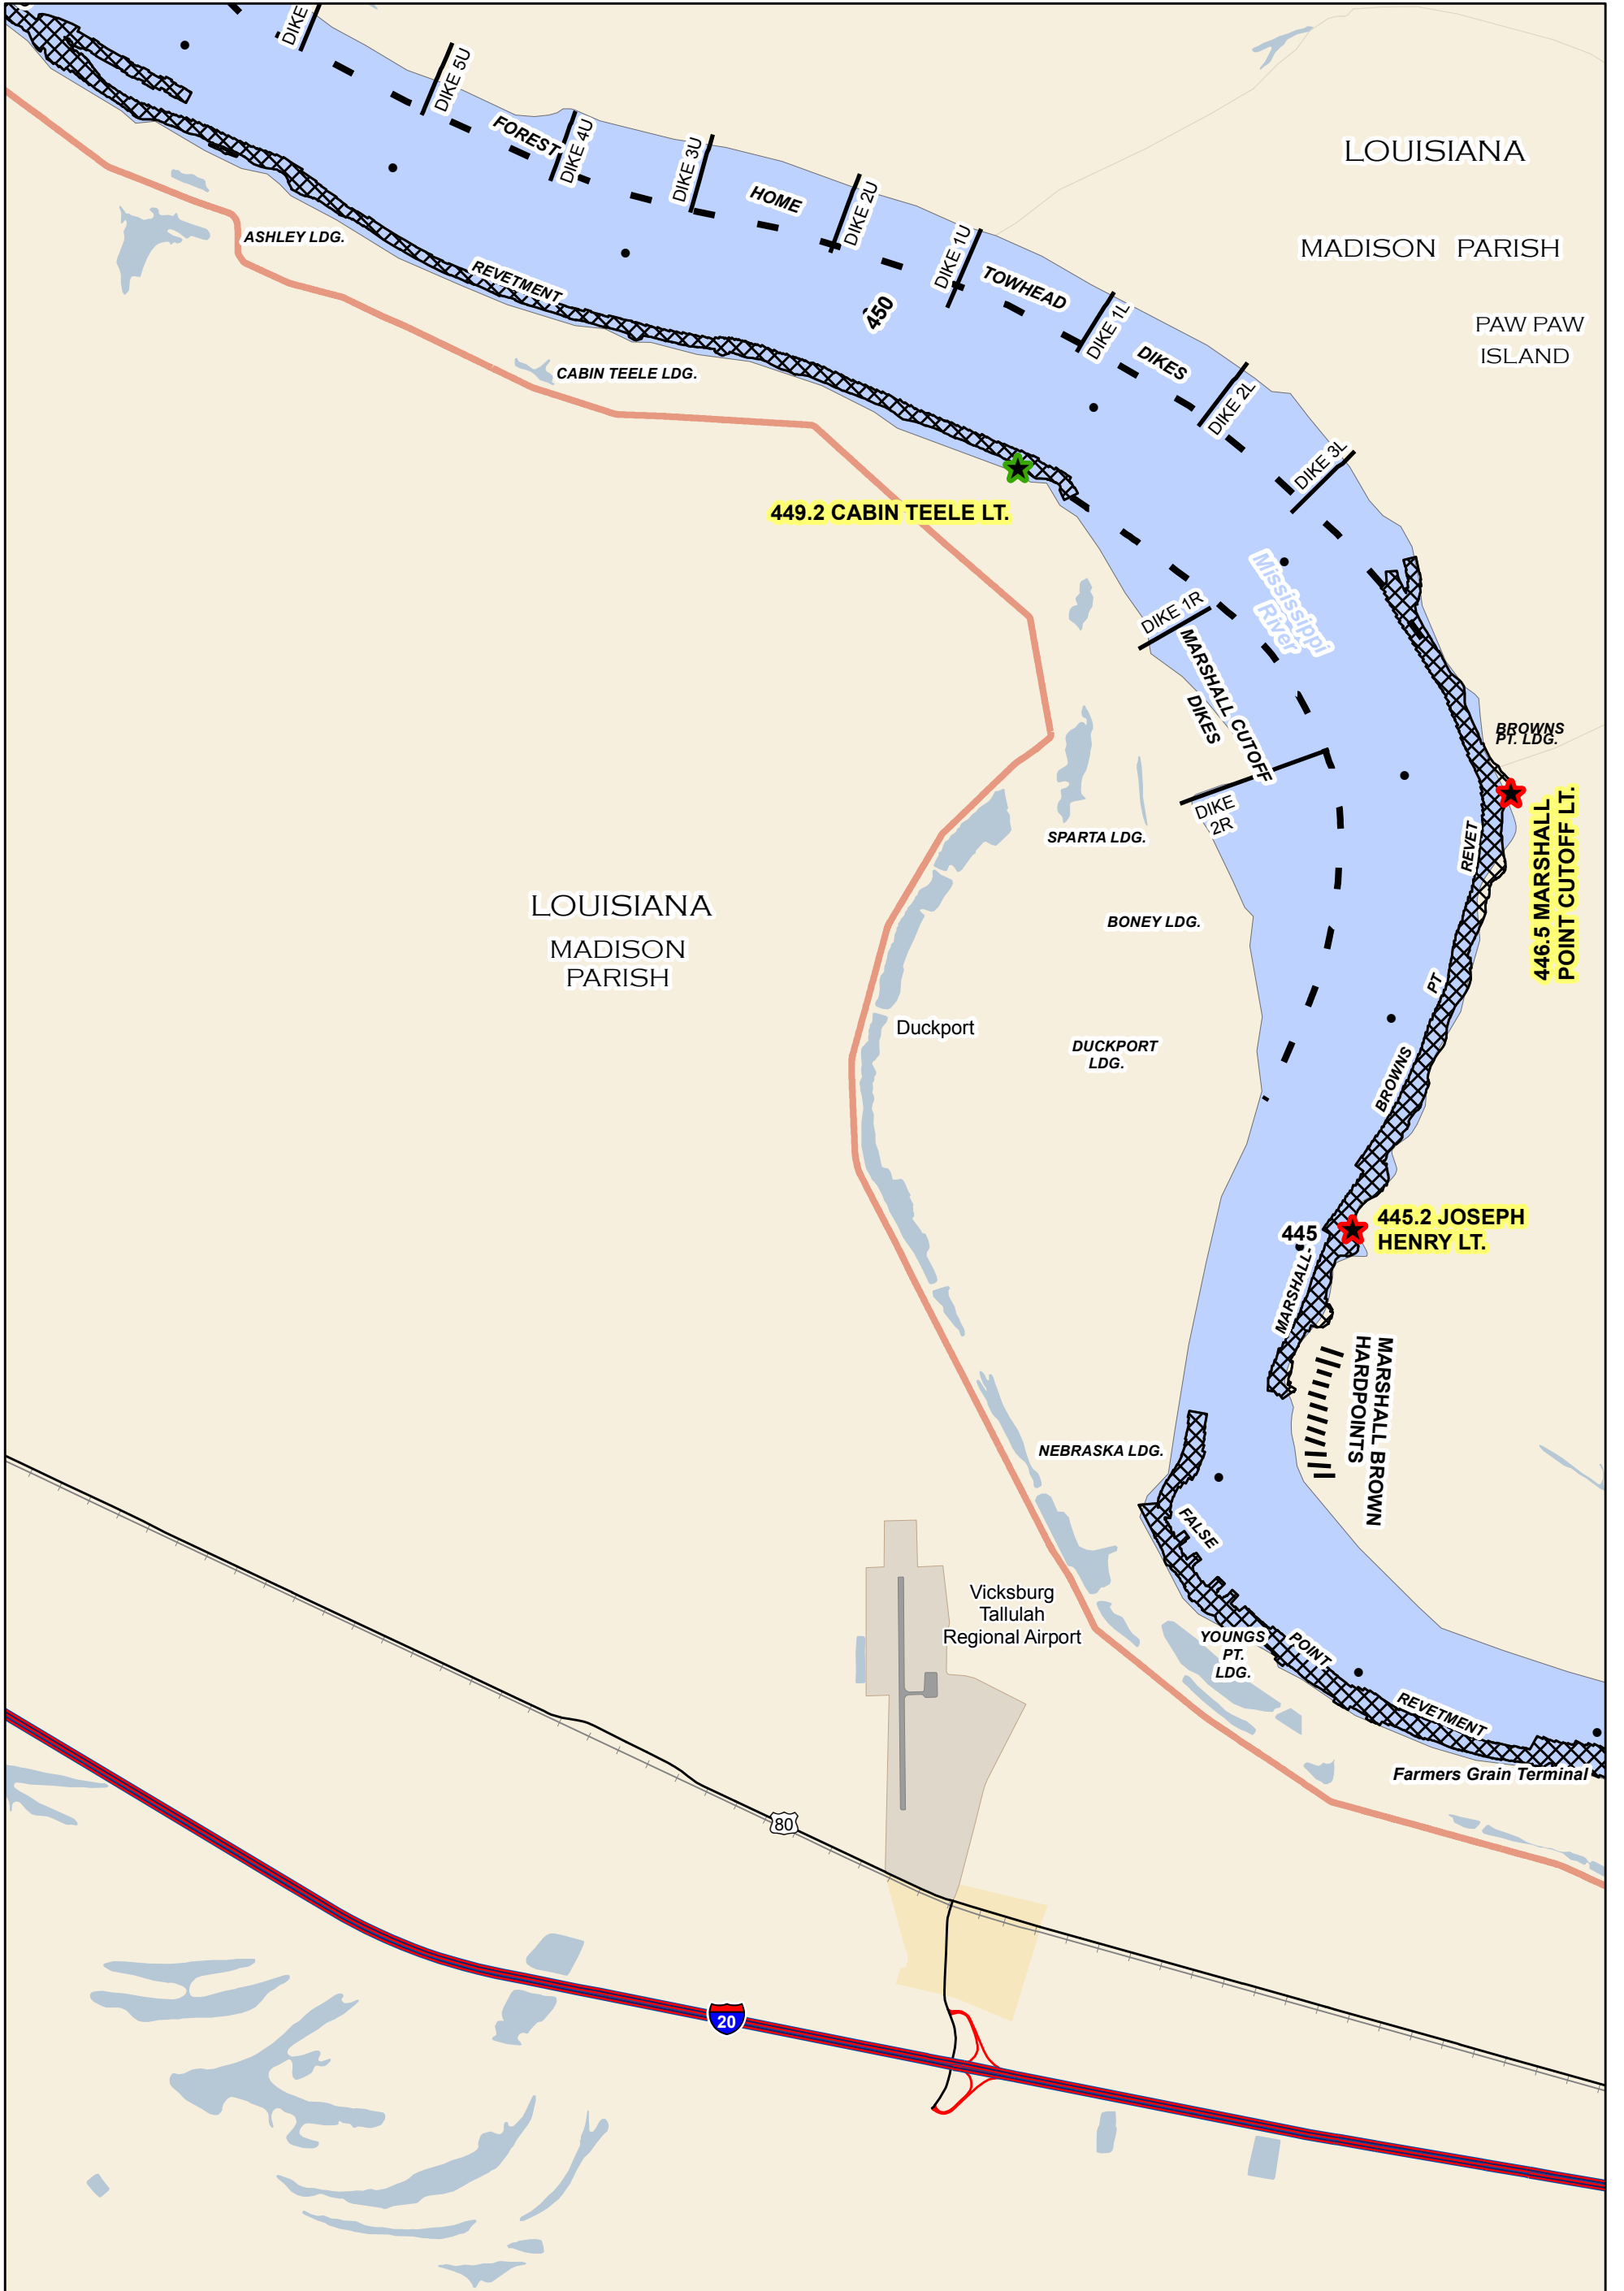 DIKE
DIKE 5U
FOREST
DIKE 4U
DIKE 3U
HOME
DIKE 2U
DIKE 1U
TOWHEAD
DIKE 1L
DIKES
DIKE 2L
DIKE 3L
LOUISIANA
MADISON PARISH
PAW PAW
ISLAND
ASHLEY LDG.
REVETMENT
450
CABIN TEELE LDG.
449.2 CABIN TEELE LT.
Mississippi
River
DIKE 1R
MARSHALL CUTOFF
DIKES
DIKE
2R
BROWNS
PT. LDG.
446.5 MARSHALL
POINT CUTOFF LT.
REVET
PT
BROWNS
MARSHALL-
SPARTA LDG.
BONEY LDG.
LOUISIANA
MADISON
PARISH
Duckport
DUCKPORT
LDG.
445
445.2 JOSEPH
HENRY LT.
MARSHALL BROWN
HARDPOINTS
NEBRASKA LDG.
FALSE
POINT.
REVETMENT
YOUNGS
PT.
LDG.
Vicksburg
Tallulah
Regional Airport
Farmers Grain Terminal
80
20